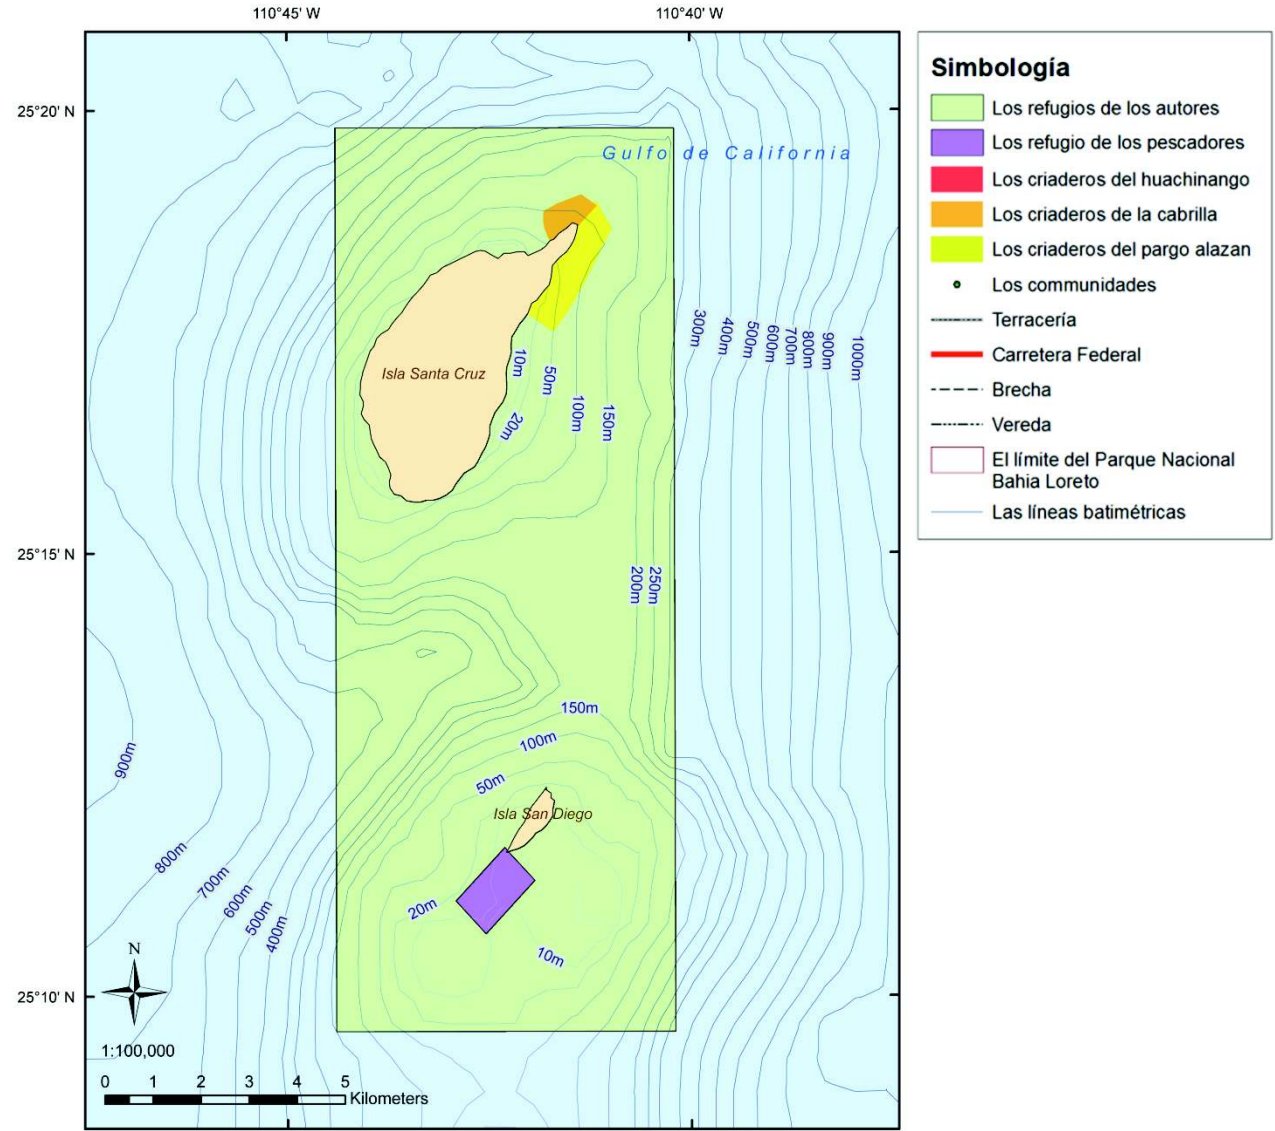 110°45' W
110°40' W
25°20' N
Gulfo de California
300m
400m
500m
600m
700m
800m
900m
1000m
10m
50m
100m
150m
20m
Isla Santa Cruz
25°15' N
200m
250m
150m
100m
50m
900m
Isla San Diego
800m
700m
600m
500m
400m
20m
10m
N
25°10' N
1:100,000
0 1 2 3 4 5
Kilometers
Simbología
Los refugios de los autores
Los refugio de los pescadores
Los criaderos del huachinango
Los criaderos de la cabrilla
Los criaderos del pargo alazan
Los communidades
Terracería
Carretera Federal
Brecha
Vereda
El límite del Parque Nacional
Bahia Loreto
Las líneas batimétricas